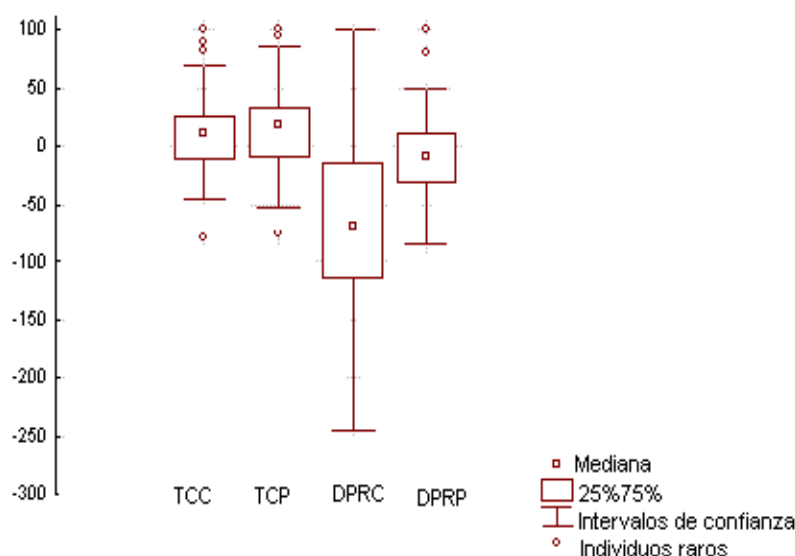 100
50
0
-50
-100
-150
-200
-250
-300
TCC TCP DPRC DPRP
Mediana
25%75%
Intervalos de confianza
Individuos raros